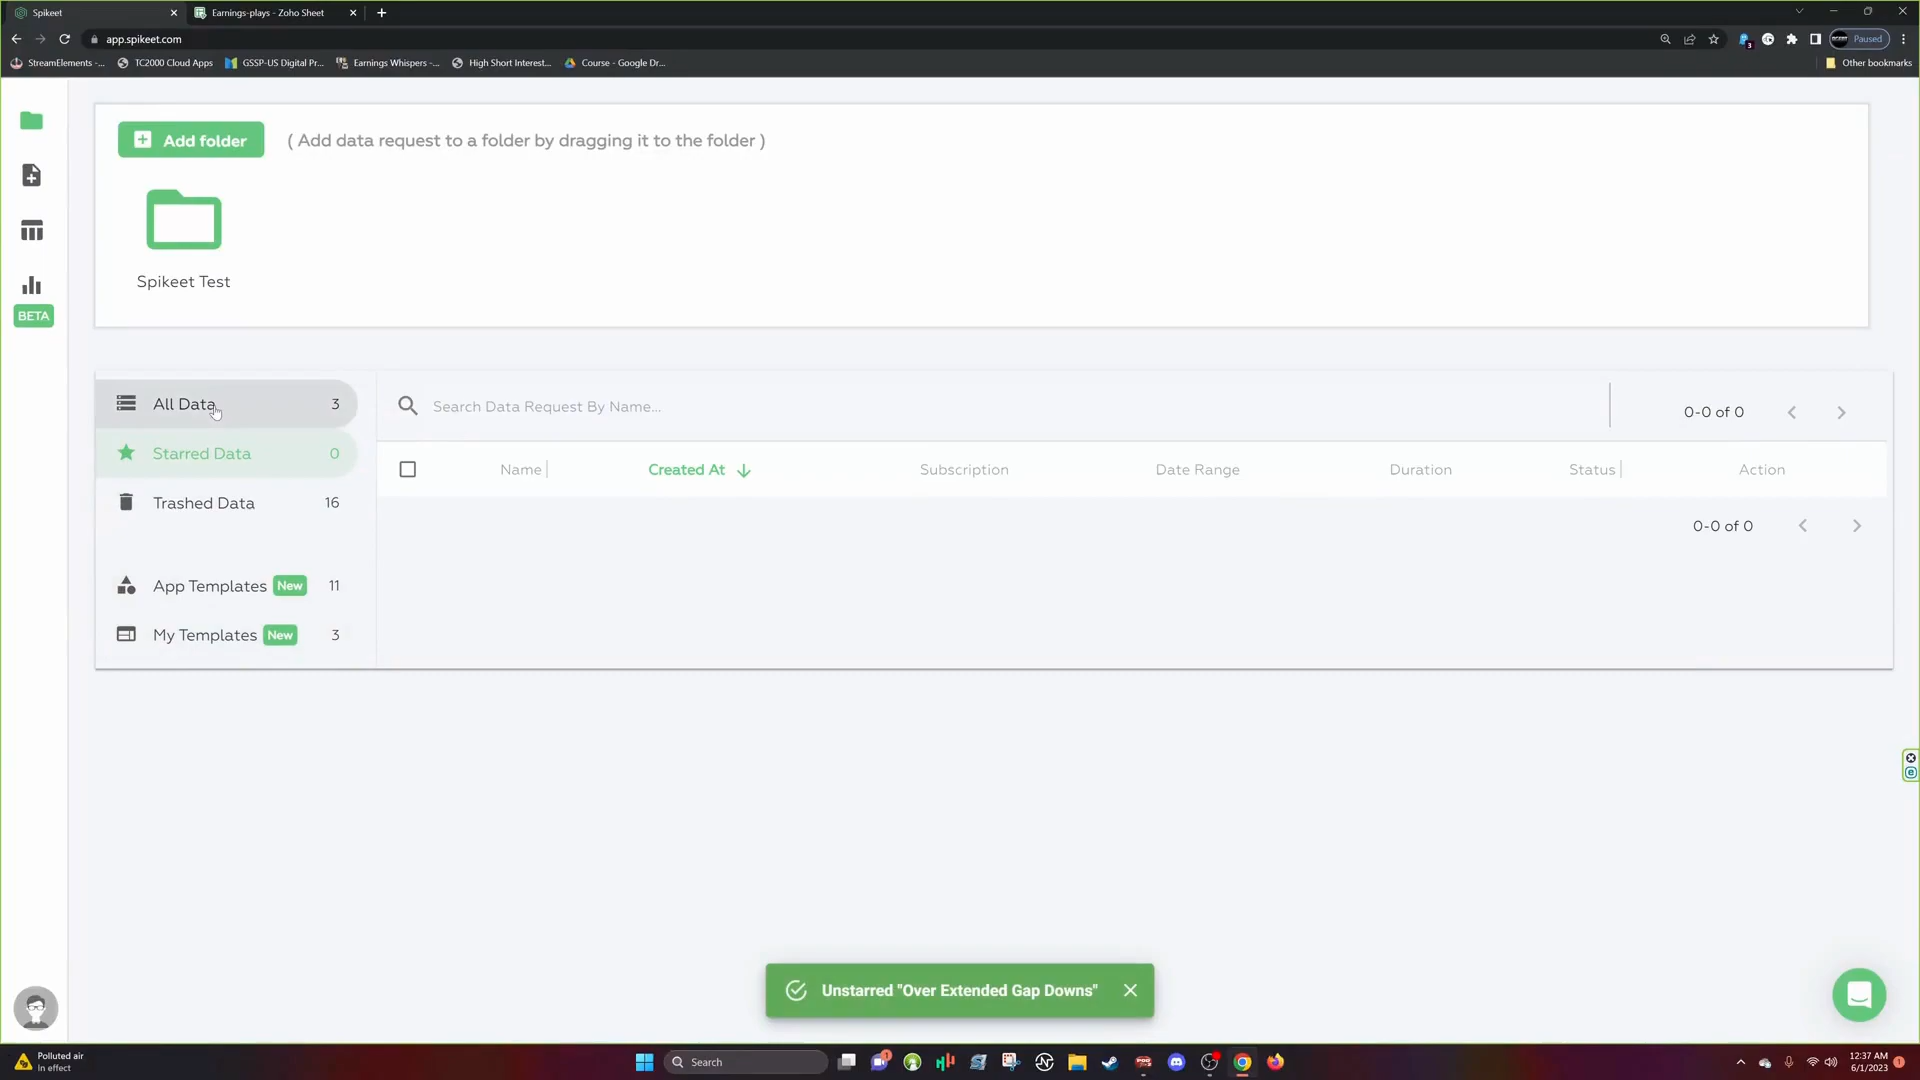 Spikeet
Earnings-plays - Zoho Sheet
app.spikeet.com
Paused
StreamElements -...
TC2000 Cloud Apps
GSSP-US Digital Pr...
Earnings Whispers -...
High Short Interest...
Course - Google Dr...
Other bookmarks
Add folder
( Add data request to a folder by dragging it to the folder )
Spikeet Test
BETA
All Data 3
Starred Data 0
Trashed Data 16
App Templates New 11
My Templates New 3
Search Data Request By Name...
0-0 of 0
Name
Created At
Subscription
Date Range
Duration
Status
Action
0-0 of 0
Unstarred "Over Extended Gap Downs"
Polluted air
In effect
Search
12:37 AM
6/1/2023